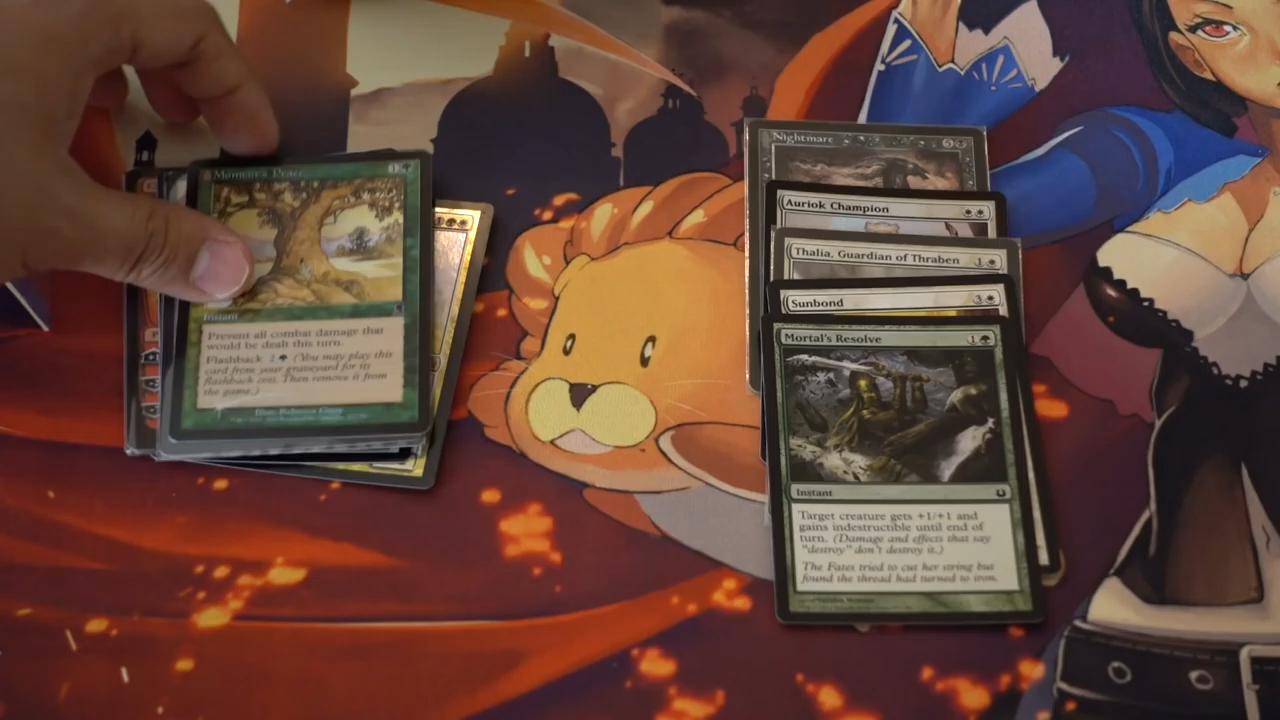 Moment's Peace
Instant
Prevent all combat damage that
would be dealt this turn.
Flashback 2 (You may play this
card from your graveyard for its
flashback cost. Then remove it from
the game.)
Nightmare
5
Auriok Champion
Thalia, Guardian of Thraben
1
Sunbond
3
Mortal's Resolve
1
Instant
Target creature gets +1/+1 and
gains indestructible until end of
turn. (Damage and effects that say
"destroy" don't destroy it.)
The Fates tried to cut her string but
found the thread had turned to iron.